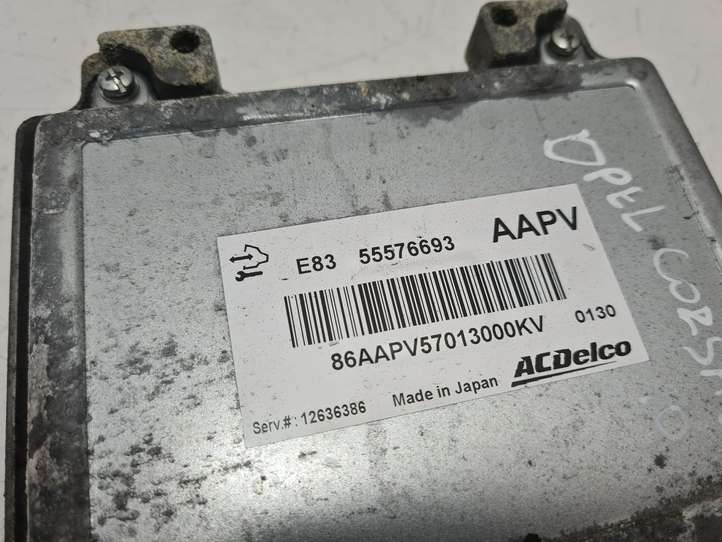 E83 55576693 AAPV
86AAPV57013000KV 0130
Serv.#: 12636386 Made in Japan ACDelco
OPEL CORSA